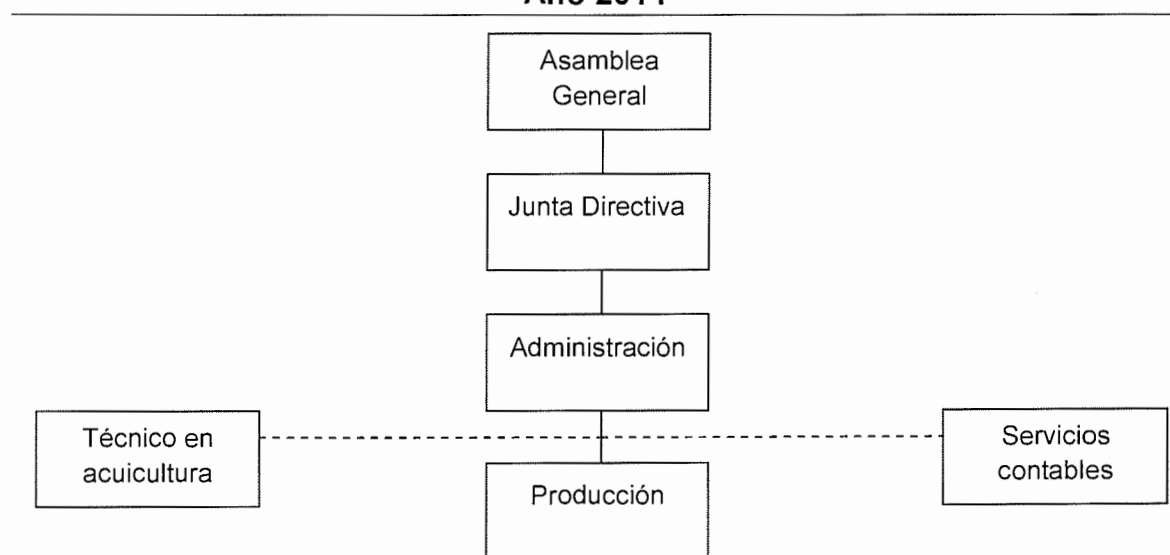 Asamblea
General
Junta Directiva
Administración
Técnico en
acuicultura
Servicios
contables
Producción